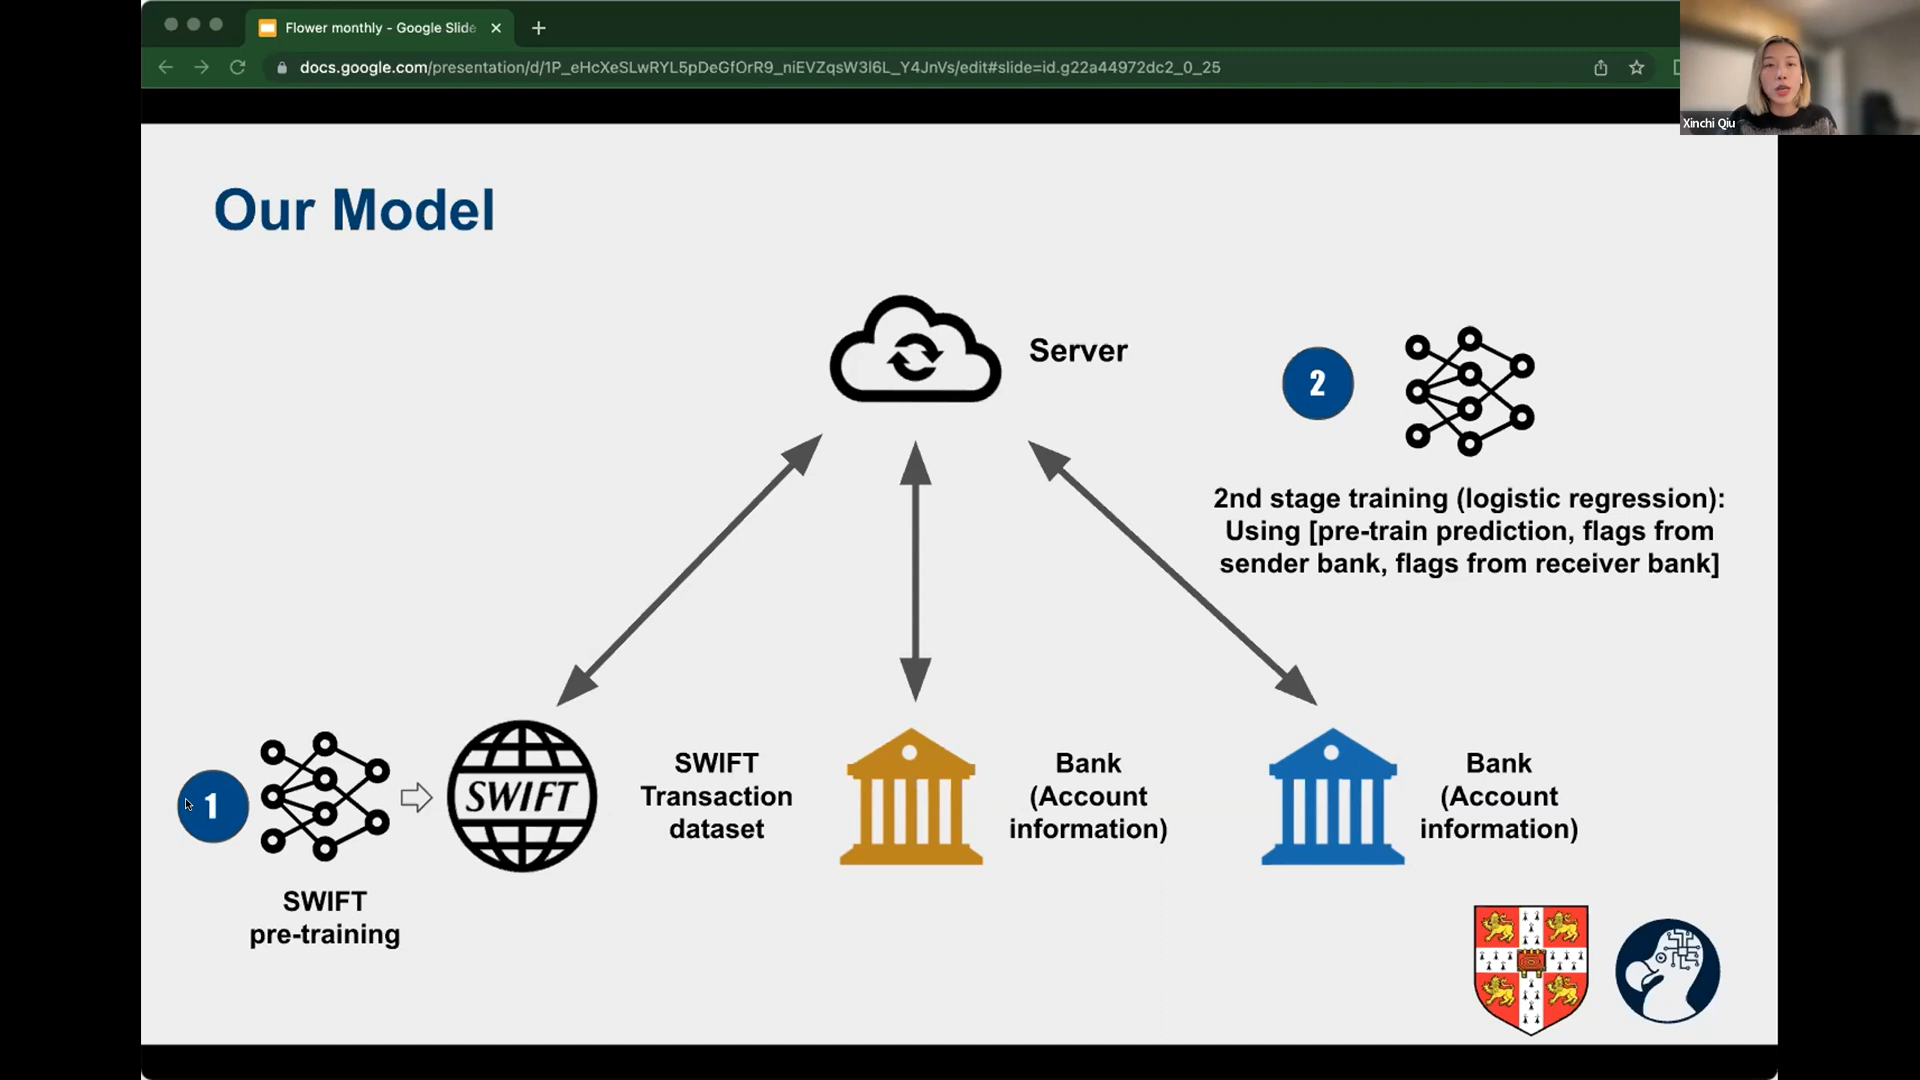 Flower monthly - Google Slide
docs.google.com/presentation/d/1P_eHcXeSLwRYL5pDeGfOrR9_niEVZqsW3l6L_Y4JnVs/edit#slide=id.g22a44972dc2_0_25
Xinchi Qiu
Our Model
Server
2
2nd stage training (logistic regression):
Using [pre-train prediction, flags from
sender bank, flags from receiver bank]
1
SWIFT
pre-training
SWIFT
SWIFT
Transaction
dataset
Bank
(Account
information)
Bank
(Account
information)